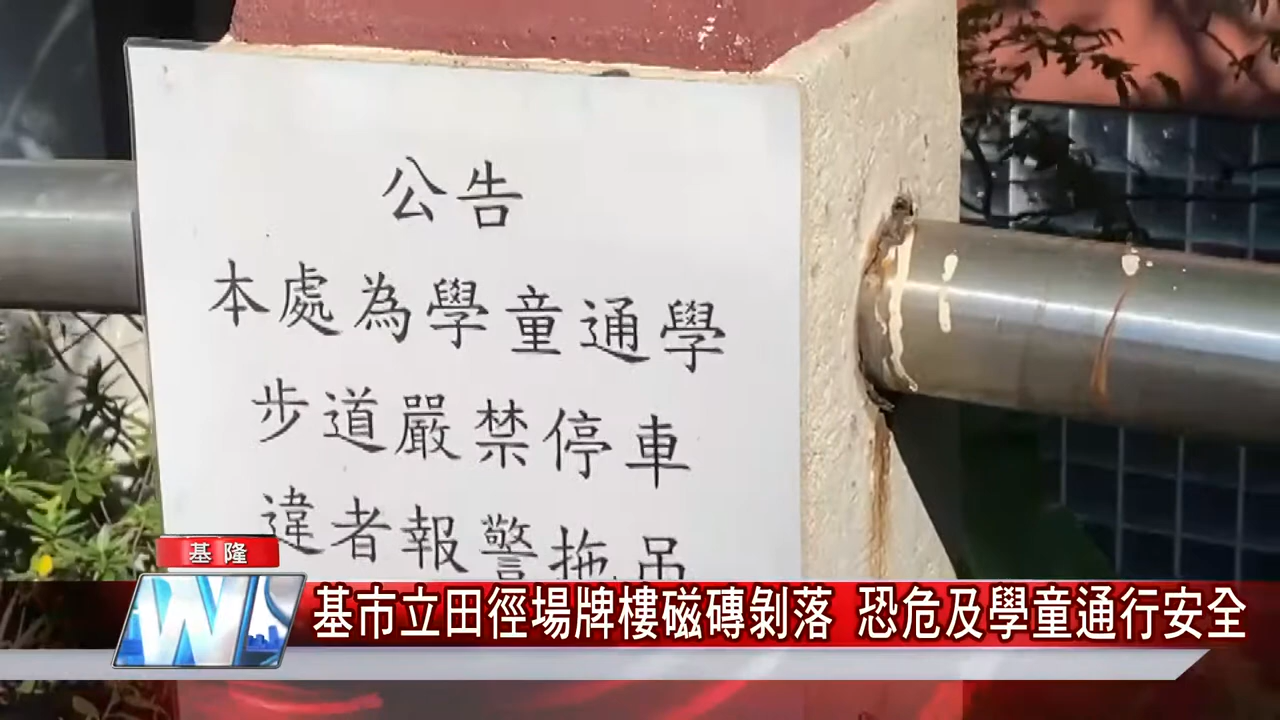 公告
本處為學童通學
步道嚴禁停車
違者報警拖吊
基隆
W
基市立田徑場牌樓磁磚剝落 恐危及學童通行安全